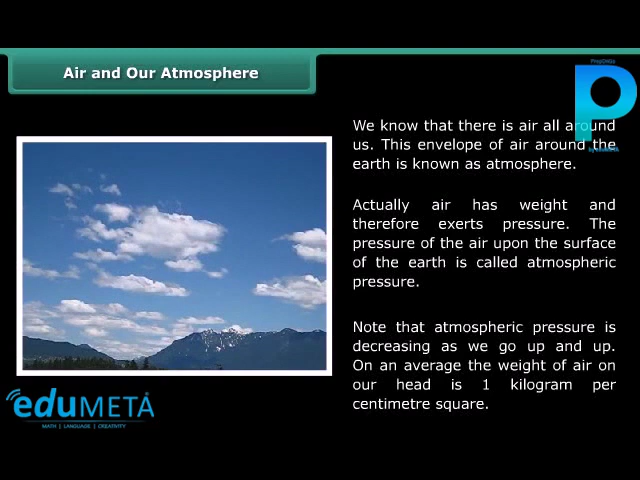 Air and Our Atmosphere
We know that there is air all around
us. This envelope of air around the
earth is known as atmosphere.
Actually air has weight and
therefore exerts pressure. The
pressure of the air upon the surface
of the earth is called atmospheric
pressure.
Note that atmospheric pressure is
decreasing as we go up and up.
On an average the weight of air on
our head is 1 kilogram per
centimetre square.
eduMETA
MATH | LANGUAGE | CREATIVITY
P
by eduMETA